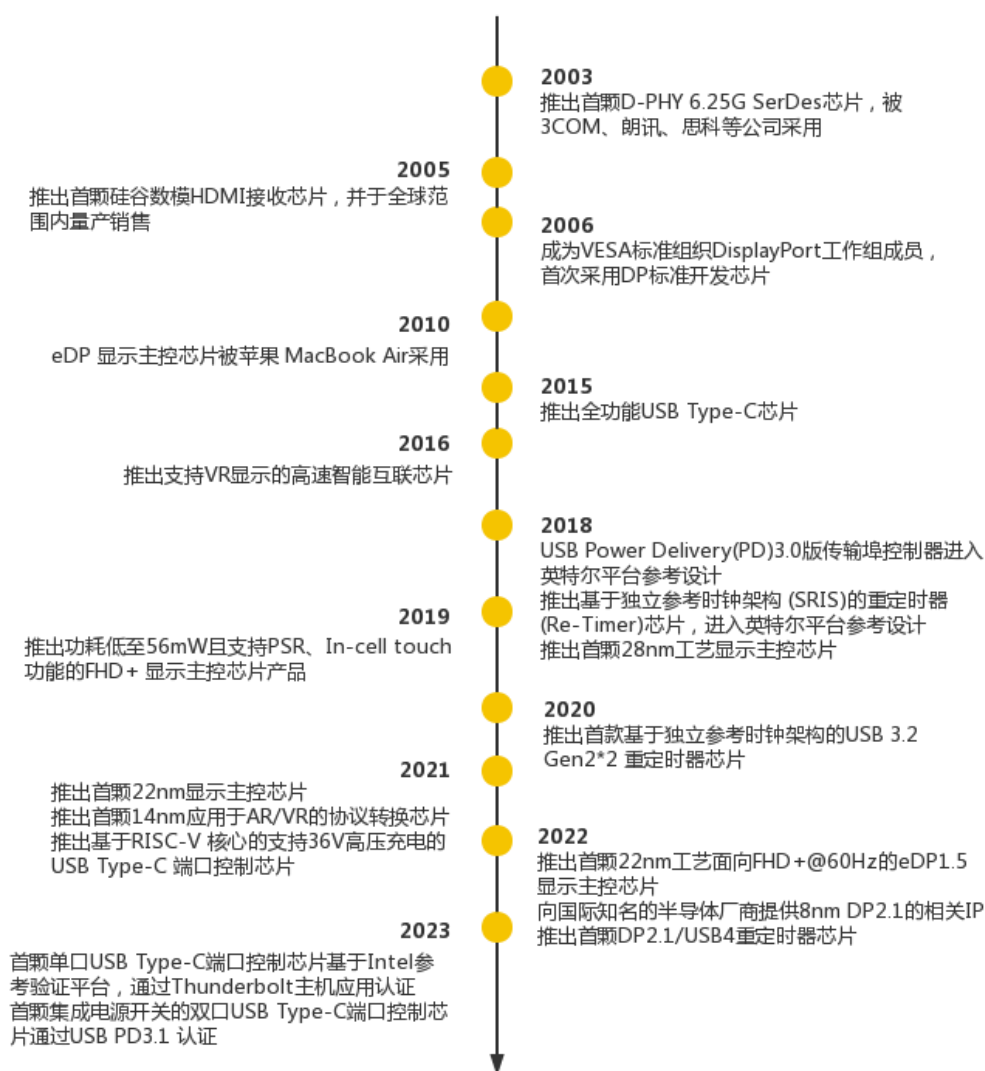 2003
推出首颗D-PHY 6.25G SerDes芯片，被
3COM、朗讯、思科等公司采用
2005
推出首颗硅谷数模HDMI接收芯片，并于全球范
围内量产销售
2006
成为VESA标准组织DisplayPort工作组成员，
首次采用DP标准开发芯片
2010
eDP 显示主控芯片被苹果 MacBook Air采用
2015
推出全功能USB Type-C芯片
2016
推出支持VR显示的高速智能互联芯片
2018
USB Power Delivery(PD)3.0版传输埠控制器进入
英特尔平台参考设计
推出基于独立参考时钟架构 (SRIS)的重定时器
(Re-Timer)芯片，进入英特尔平台参考设计
推出首颗28nm工艺显示主控芯片
2019
推出功耗低至56mW且支持PSR、In-cell touch
功能的FHD+ 显示主控芯片产品
2020
推出首款基于独立参考时钟架构的USB 3.2
Gen2*2 重定时器芯片
2021
推出首颗22nm显示主控芯片
推出首颗14nm应用于AR/VR的协议转换芯片
推出基于RISC-V 核心的支持36V高压充电的
USB Type-C 端口控制芯片
2022
推出首颗22nm工艺面向FHD+@60Hz的eDP1.5
显示主控芯片
向国际知名的半导体厂商提供8nm DP2.1的相关IP
推出首颗DP2.1/USB4重定时器芯片
2023
首颗单口USB Type-C端口控制芯片基于Intel参
考验证平台，通过Thunderbolt主机应用认证
首颗集成电源开关的双口USB Type-C端口控制芯
片通过USB PD3.1 认证